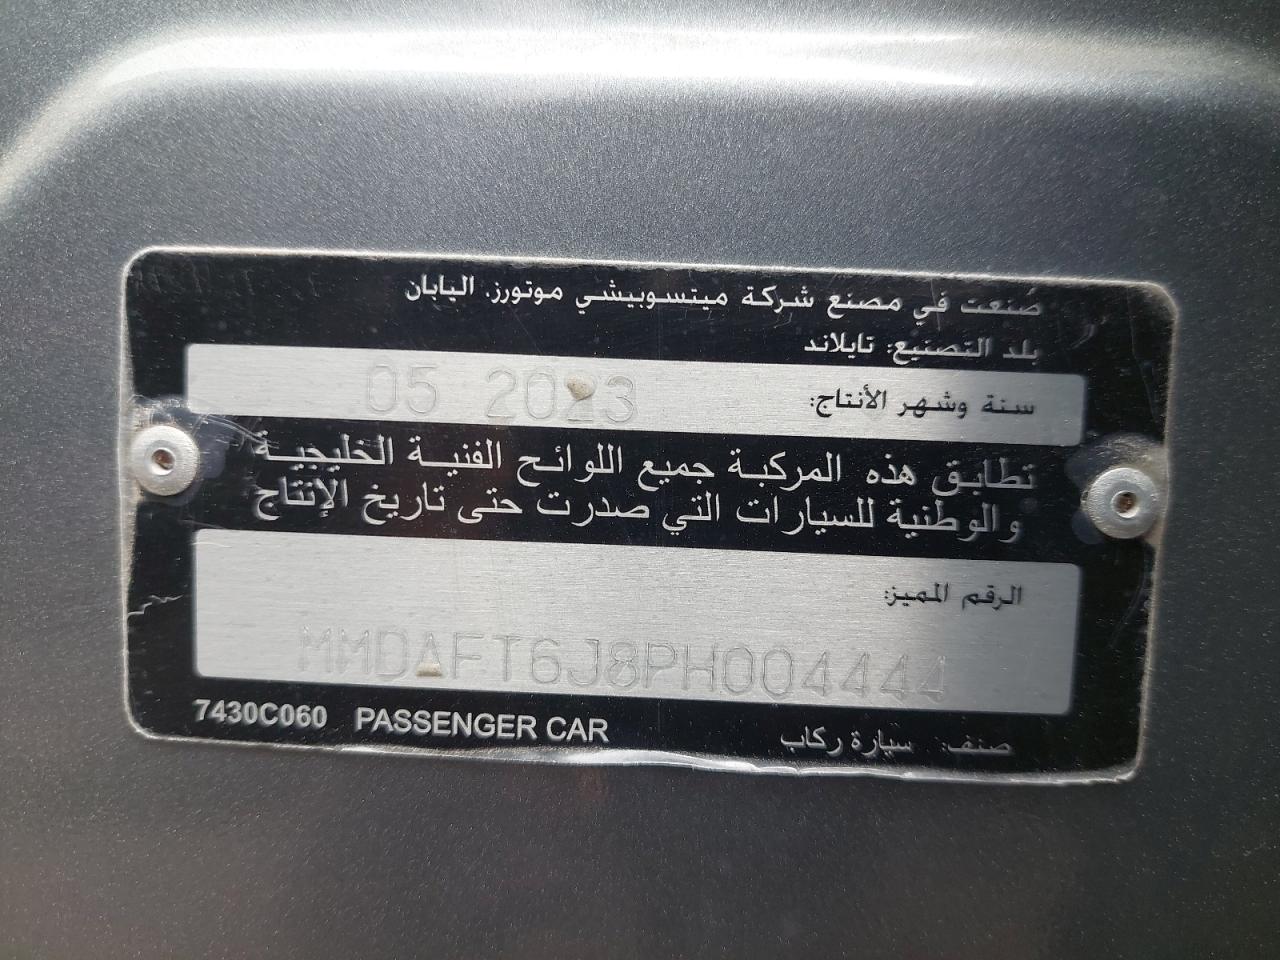 صُنعت في مصنع شركة ميتسوبيشي موتورز. اليابان
بلد التصنيع: تايلاند
سنة وشهر الأنتاج: 05 2023
تطابق هذه المركبة جميع اللوائح الفنية الخليجية
والوطنية للسيارات التي صدرت حتى تاريخ الإنتاج
الرقم المميز:
MMDAFT6J8PH004444
7430C060 PASSENGER CAR صنف: سيارة ركاب